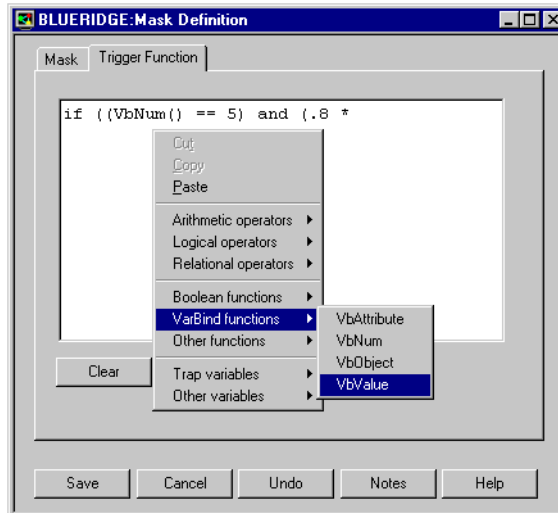 BLUERIDGE:Mask Definition
Mask
Trigger Function
if ((VbNum() == 5) and (.8 *
Cut
Copy
Paste
Arithmetic operators
Logical operators
Relational operators
Boolean functions
VarBind functions
Other functions
Trap variables
Other variables
VbAttribute
VbNum
VbObject
VbValue
Clear
Save
Cancel
Undo
Notes
Help